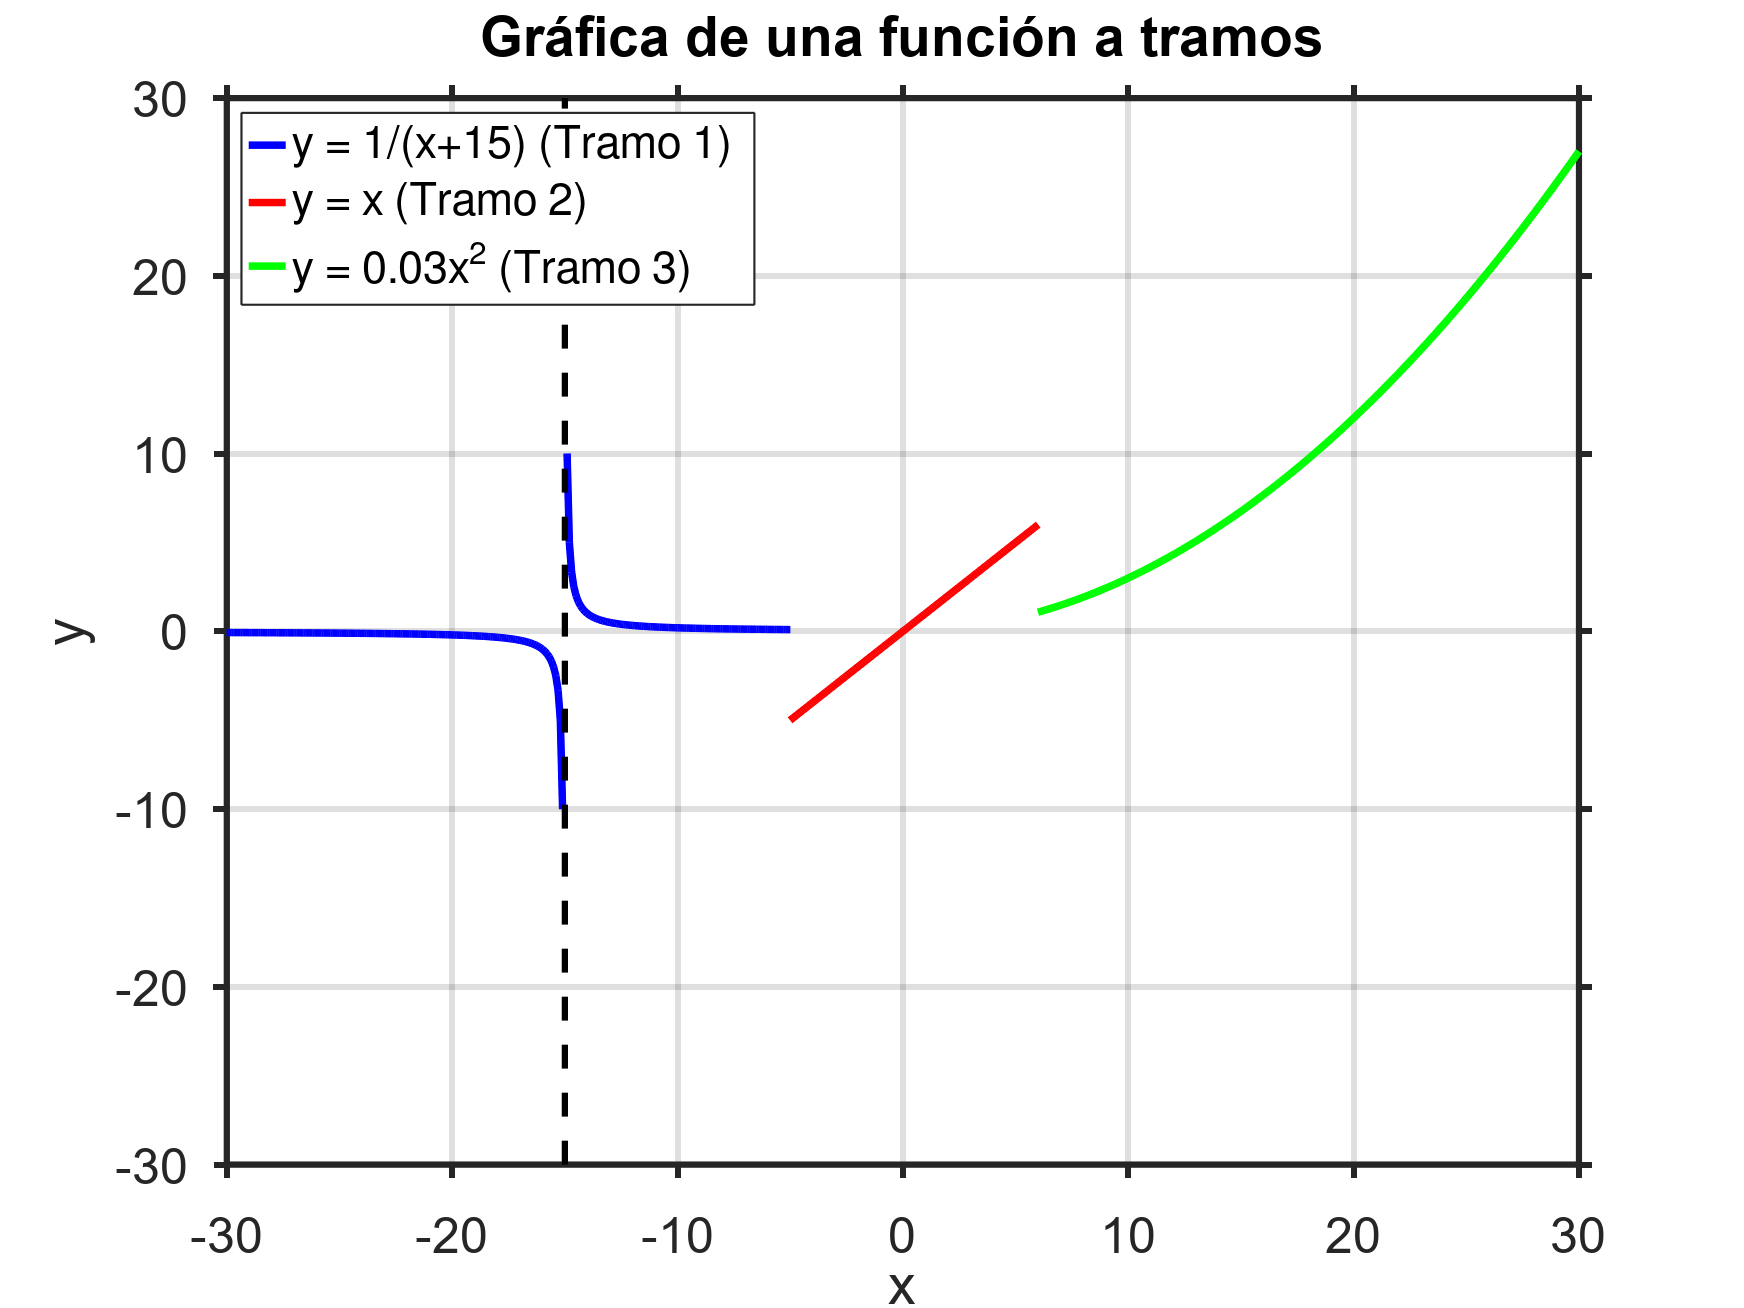 Gráfica de una función a tramos
30
20
10
0
-10
-20
-30
y
y = 1/(x+15) (Tramo 1)
y = x (Tramo 2)
y = 0.03x² (Tramo 3)
-30 -20 -10 0 10 20 30
x